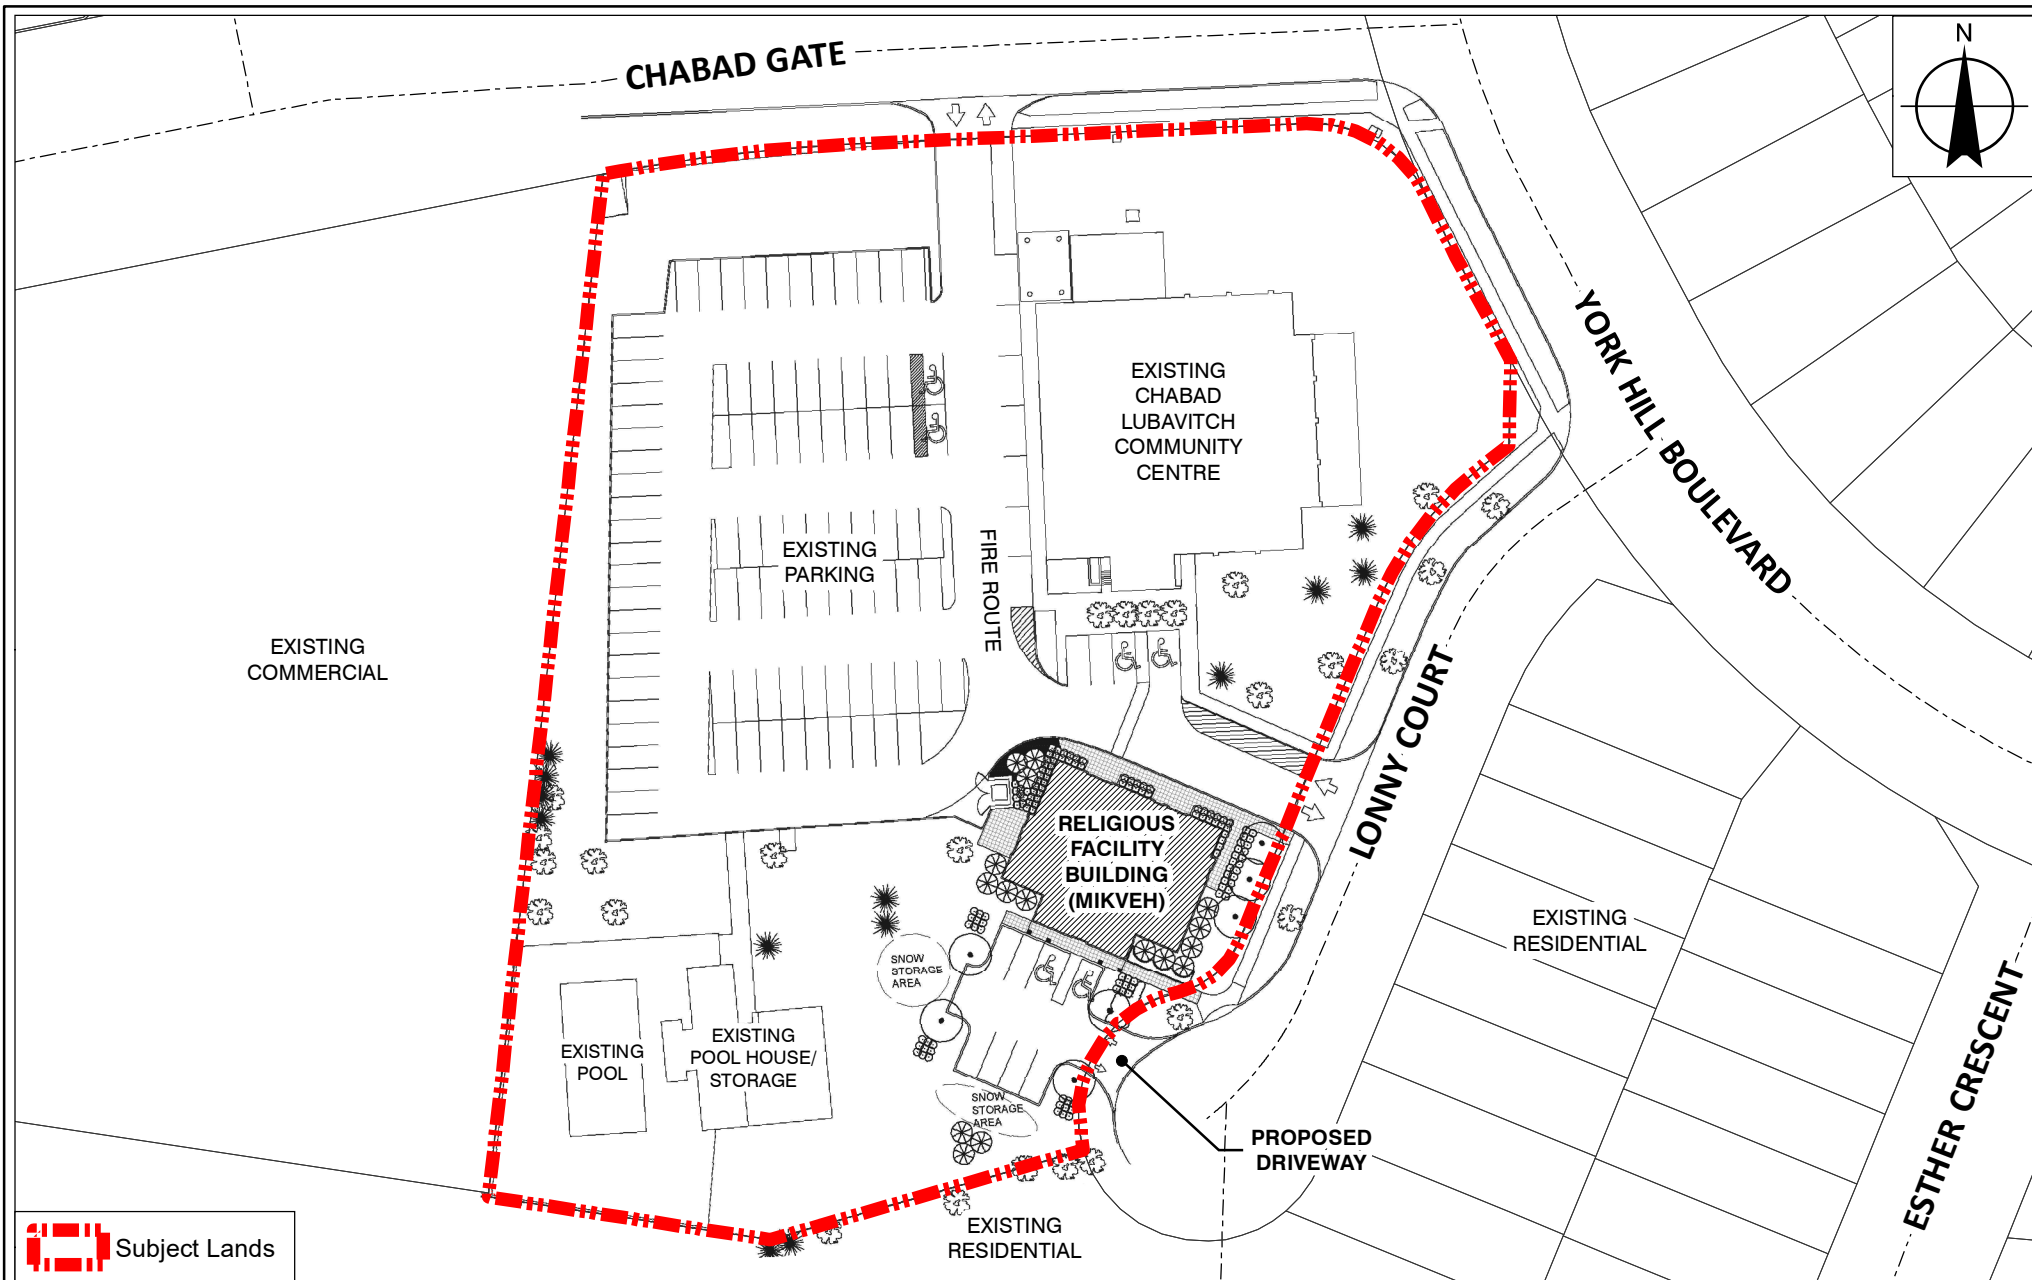 CHABAD GATE
N
YORK HILL BOULEVARD
EXISTING
CHABAD
LUBAVITCH
COMMUNITY
CENTRE
EXISTING
PARKING
FIRE ROUTE
EXISTING
COMMERCIAL
LONNY COURT
RELIGIOUS
FACILITY
BUILDING
(MIKVEH)
EXISTING
RESIDENTIAL
SNOW
STORAGE
AREA
EXISTING
POOL
EXISTING
POOL HOUSE/
STORAGE
SNOW
STORAGE
AREA
PROPOSED
DRIVEWAY
ESTHER CRESCENT
EXISTING
RESIDENTIAL
Subject Lands